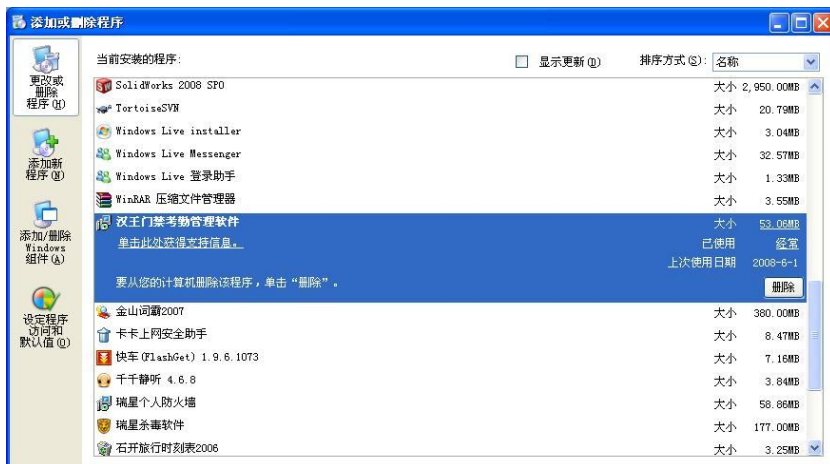 添加或删除程序
更改或
删除
程序(H)
添加新
程序(N)
添加/删除
Windows
组件(A)
设定程序
访问和
默认值(O)
当前安装的程序:
显示更新(D)
排序方式(S): 名称
SolidWorks 2008 SP0 大小 2,950.00MB
TortoiseSVN 大小 20.79MB
Windows Live installer 大小 3.04MB
Windows Live Messenger 大小 32.57MB
Windows Live 登录助手 大小 1.33MB
WinRAR 压缩文件管理器 大小 3.55MB
汉王门禁考勤管理软件 大小 53.06MB
单击此处获得支持信息。 已使用 经常
上次使用日期 2008-6-1
要从您的计算机删除该程序，单击“删除”。 删除
金山词霸2007 大小 380.00MB
卡卡上网安全助手 大小 8.47MB
快车(FlashGet) 1.9.6.1073 大小 7.16MB
千千静听 4.6.8 大小 3.84MB
瑞星个人防火墙 大小 58.86MB
瑞星杀毒软件 大小 177.00MB
石开旅行时刻表2006 大小 3.25MB